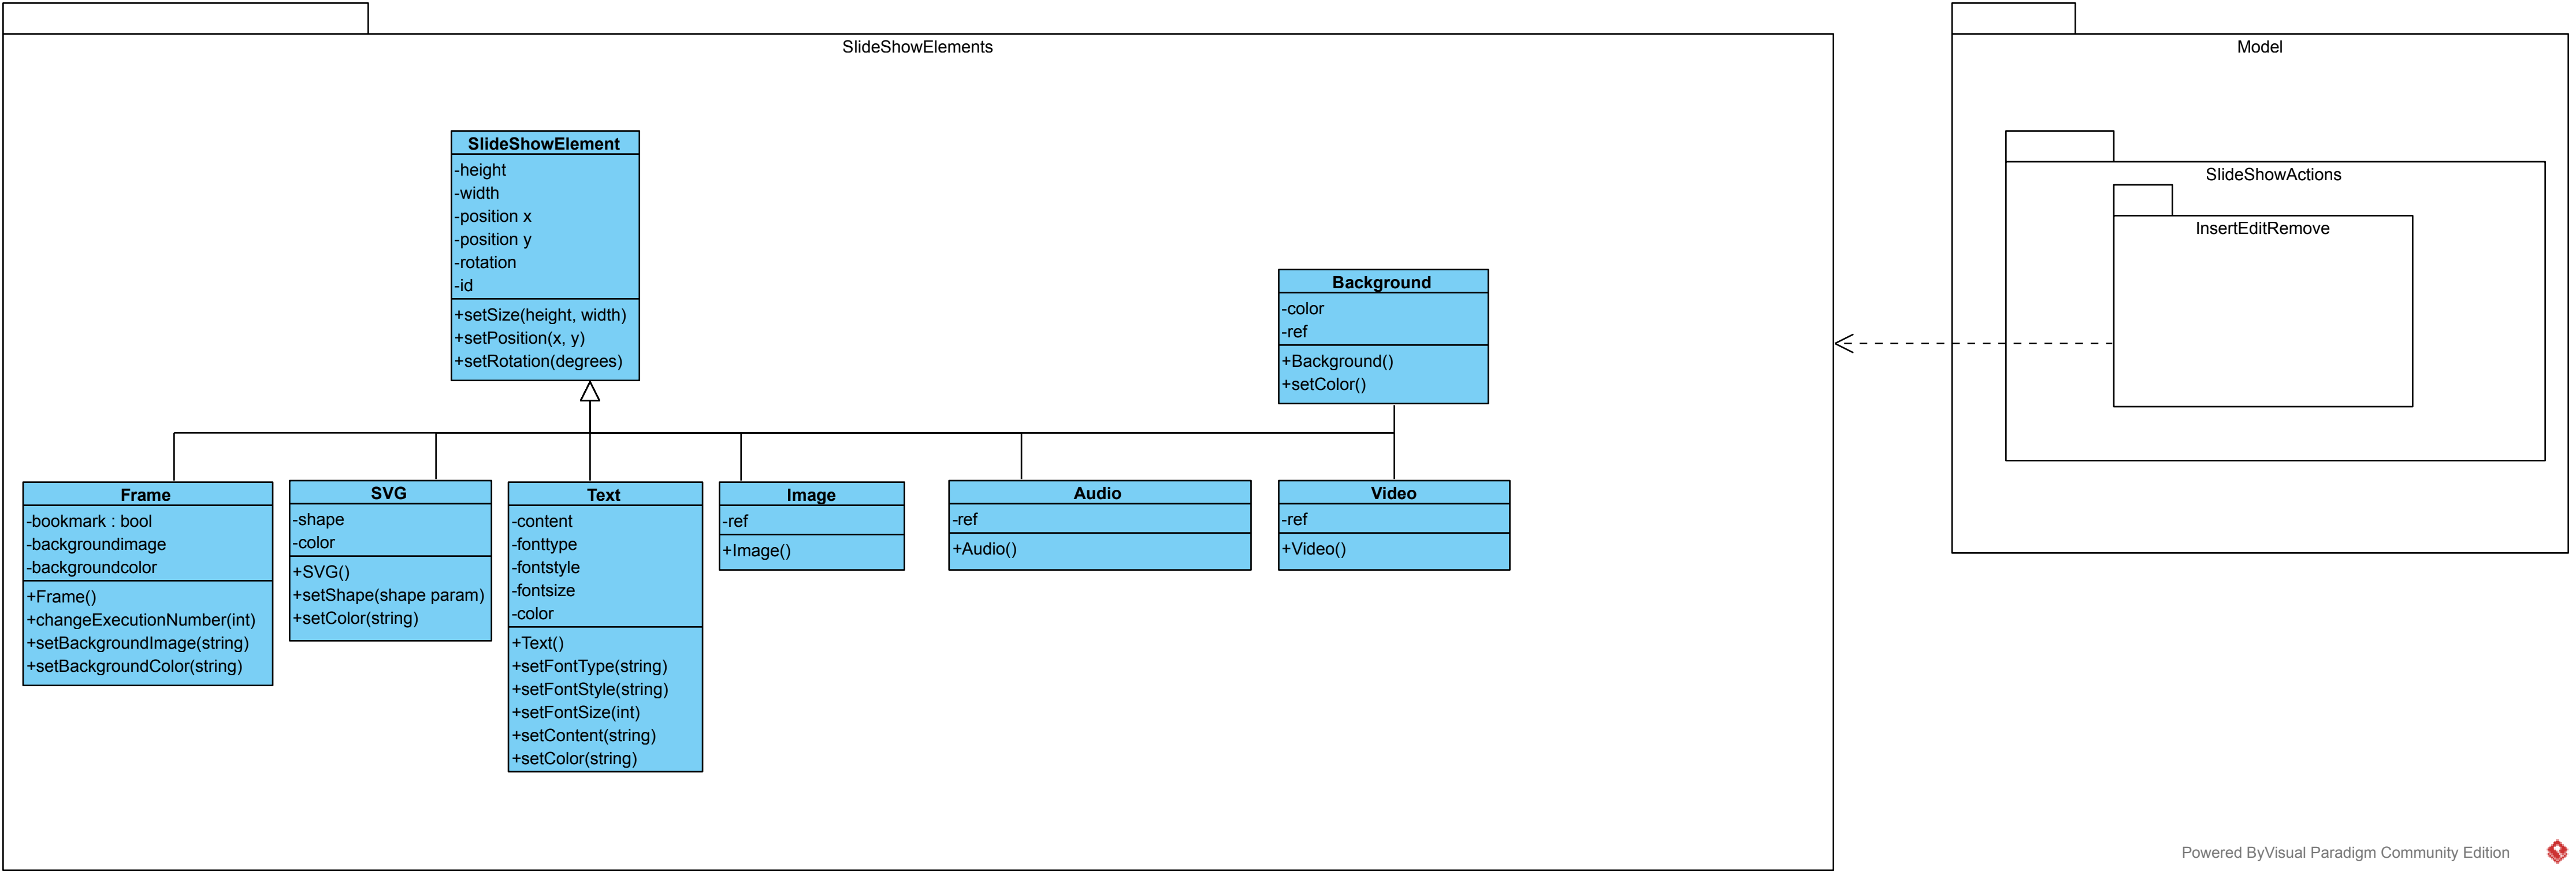 SlideShowElements
SlideShowElement
-height
-width
-position x
-position y
-rotation
-id
+setSize(height, width)
+setPosition(x, y)
+setRotation(degrees)
Background
-color
-ref
+Background()
+setColor()
Frame
-bookmark : bool
-backgroundimage
-backgroundcolor
+Frame()
+changeExecutionNumber(int)
+setBackgroundImage(string)
+setBackgroundColor(string)
SVG
-shape
-color
+SVG()
+setShape(shape param)
+setColor(string)
Text
-content
-fonttype
-fontstyle
-fontsize
-color
+Text()
+setFontType(string)
+setFontStyle(string)
+setFontSize(int)
+setContent(string)
+setColor(string)
Image
-ref
+Image()
Audio
-ref
+Audio()
Video
-ref
+Video()
Model
SlideShowActions
InsertEditRemove
Powered ByVisual Paradigm Community Edition